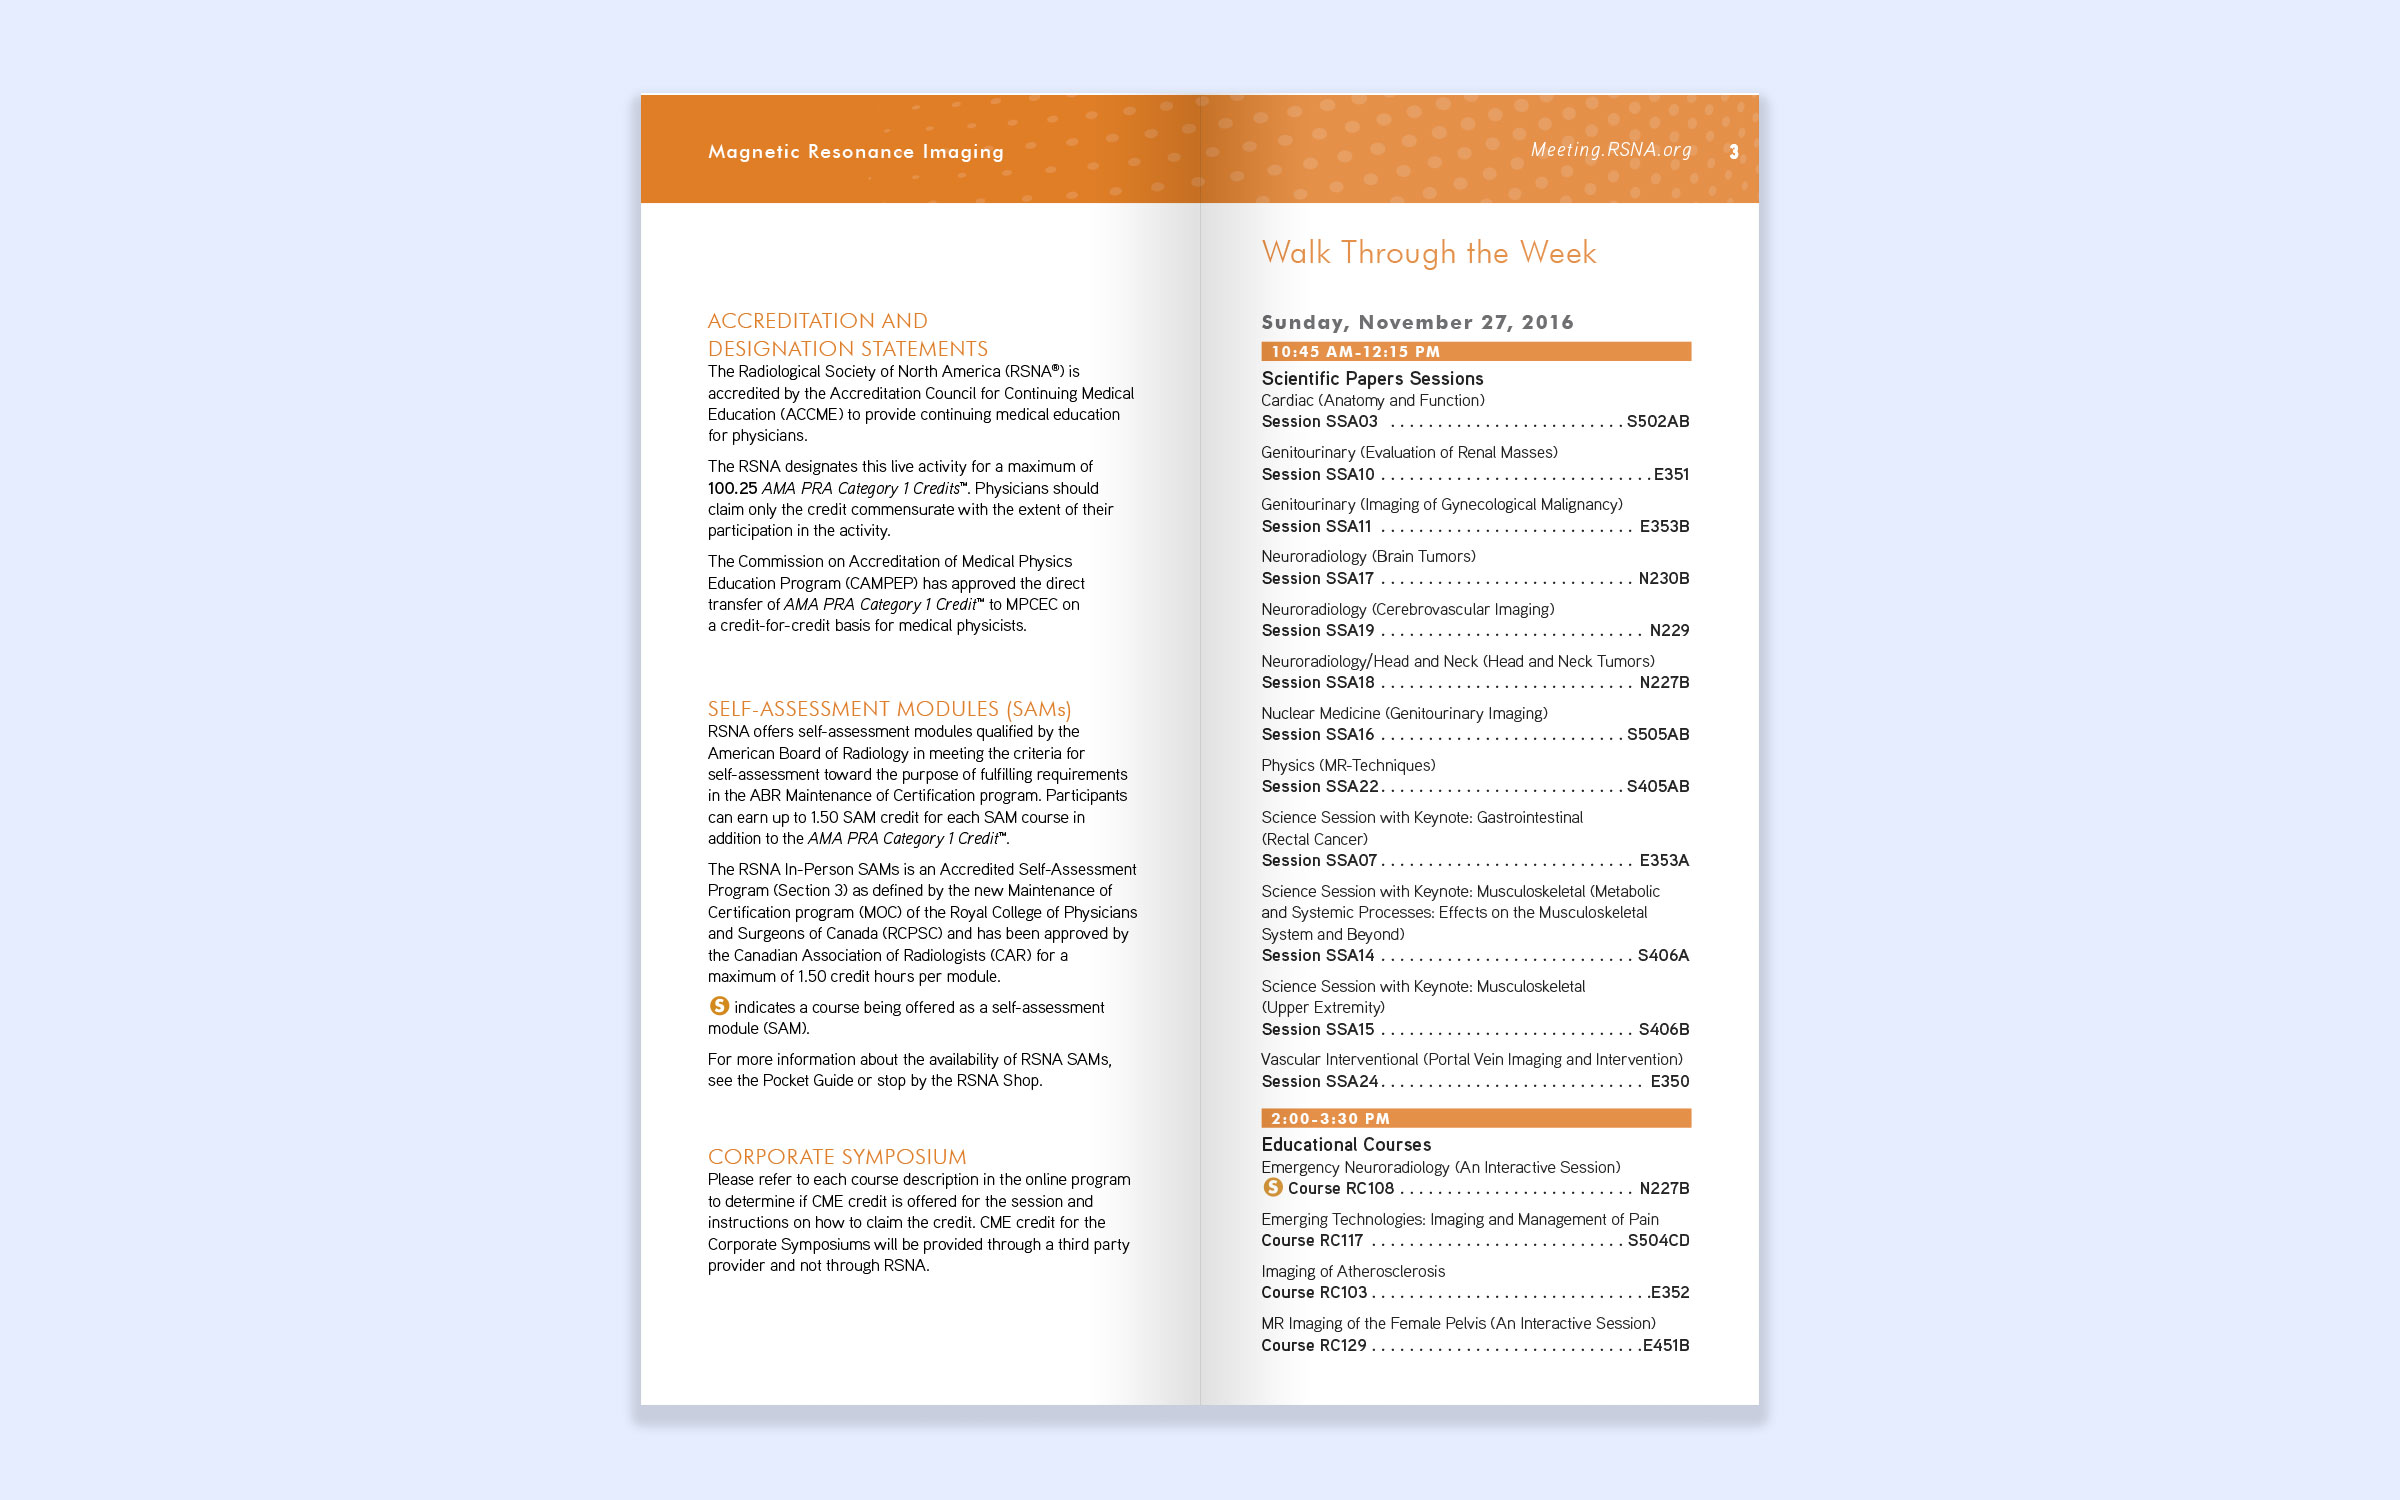 Magnetic Resonance Imaging
ACCREDITATION AND
DESIGNATION STATEMENTS
The Radiological Society of North America (RSNA®) is
accredited by the Accreditation Council for Continuing Medical
Education (ACCME) to provide continuing medical education
for physicians.
The RSNA designates this live activity for a maximum of
100.25 AMA PRA Category 1 Credits™. Physicians should
claim only the credit commensurate with the extent of their
participation in the activity.
The Commission on Accreditation of Medical Physics
Education Program (CAMPEP) has approved the direct
transfer of AMA PRA Category 1 Credit™ to MPCEC on
a credit-for-credit basis for medical physicists.
SELF-ASSESSMENT MODULES (SAMs)
RSNA offers self-assessment modules qualified by the
American Board of Radiology in meeting the criteria for
self-assessment toward the purpose of fulfilling requirements
in the ABR Maintenance of Certification program. Participants
can earn up to 1.50 SAM credit for each SAM course in
addition to the AMA PRA Category 1 Credit™.
The RSNA In-Person SAMs is an Accredited Self-Assessment
Program (Section 3) as defined by the new Maintenance of
Certification program (MOC) of the Royal College of Physicians
and Surgeons of Canada (RCPSC) and has been approved by
the Canadian Association of Radiologists (CAR) for a
maximum of 1.50 credit hours per module.
S indicates a course being offered as a self-assessment
module (SAM).
For more information about the availability of RSNA SAMs,
see the Pocket Guide or stop by the RSNA Shop.
CORPORATE SYMPOSIUM
Please refer to each course description in the online program
to determine if CME credit is offered for the session and
instructions on how to claim the credit. CME credit for the
Corporate Symposiums will be provided through a third party
provider and not through RSNA.
Meeting.RSNA.org 3
Walk Through the Week
Sunday, November 27, 2016
10:45 AM-12:15 PM
Scientific Papers Sessions
Cardiac (Anatomy and Function)
Session SSA03 . . . . . . . . . . . . . . . . . . . . . . . . . S502AB
Genitourinary (Evaluation of Renal Masses)
Session SSA10 . . . . . . . . . . . . . . . . . . . . . . . . . . . . . E351
Genitourinary (Imaging of Gynecological Malignancy)
Session SSA11 . . . . . . . . . . . . . . . . . . . . . . . . . . . E353B
Neuroradiology (Brain Tumors)
Session SSA17 . . . . . . . . . . . . . . . . . . . . . . . . . . . N230B
Neuroradiology (Cerebrovascular Imaging)
Session SSA19 . . . . . . . . . . . . . . . . . . . . . . . . . . . . N229
Neuroradiology/Head and Neck (Head and Neck Tumors)
Session SSA18 . . . . . . . . . . . . . . . . . . . . . . . . . . . N227B
Nuclear Medicine (Genitourinary Imaging)
Session SSA16 . . . . . . . . . . . . . . . . . . . . . . . . . . S505AB
Physics (MR-Techniques)
Session SSA22 . . . . . . . . . . . . . . . . . . . . . . . . . . S405AB
Science Session with Keynote: Gastrointestinal
(Rectal Cancer)
Session SSA07 . . . . . . . . . . . . . . . . . . . . . . . . . . . E353A
Science Session with Keynote: Musculoskeletal (Metabolic
and Systemic Processes: Effects on the Musculoskeletal
System and Beyond)
Session SSA14 . . . . . . . . . . . . . . . . . . . . . . . . . . . S406A
Science Session with Keynote: Musculoskeletal
(Upper Extremity)
Session SSA15 . . . . . . . . . . . . . . . . . . . . . . . . . . . S406B
Vascular Interventional (Portal Vein Imaging and Intervention)
Session SSA24 . . . . . . . . . . . . . . . . . . . . . . . . . . . . E350
2:00-3:30 PM
Educational Courses
Emergency Neuroradiology (An Interactive Session)
S Course RC108 . . . . . . . . . . . . . . . . . . . . . . . . . N227B
Emerging Technologies: Imaging and Management of Pain
Course RC117 . . . . . . . . . . . . . . . . . . . . . . . . . . . S504CD
Imaging of Atherosclerosis
Course RC103 . . . . . . . . . . . . . . . . . . . . . . . . . . . . . .E352
MR Imaging of the Female Pelvis (An Interactive Session)
Course RC129 . . . . . . . . . . . . . . . . . . . . . . . . . . . . .E451B